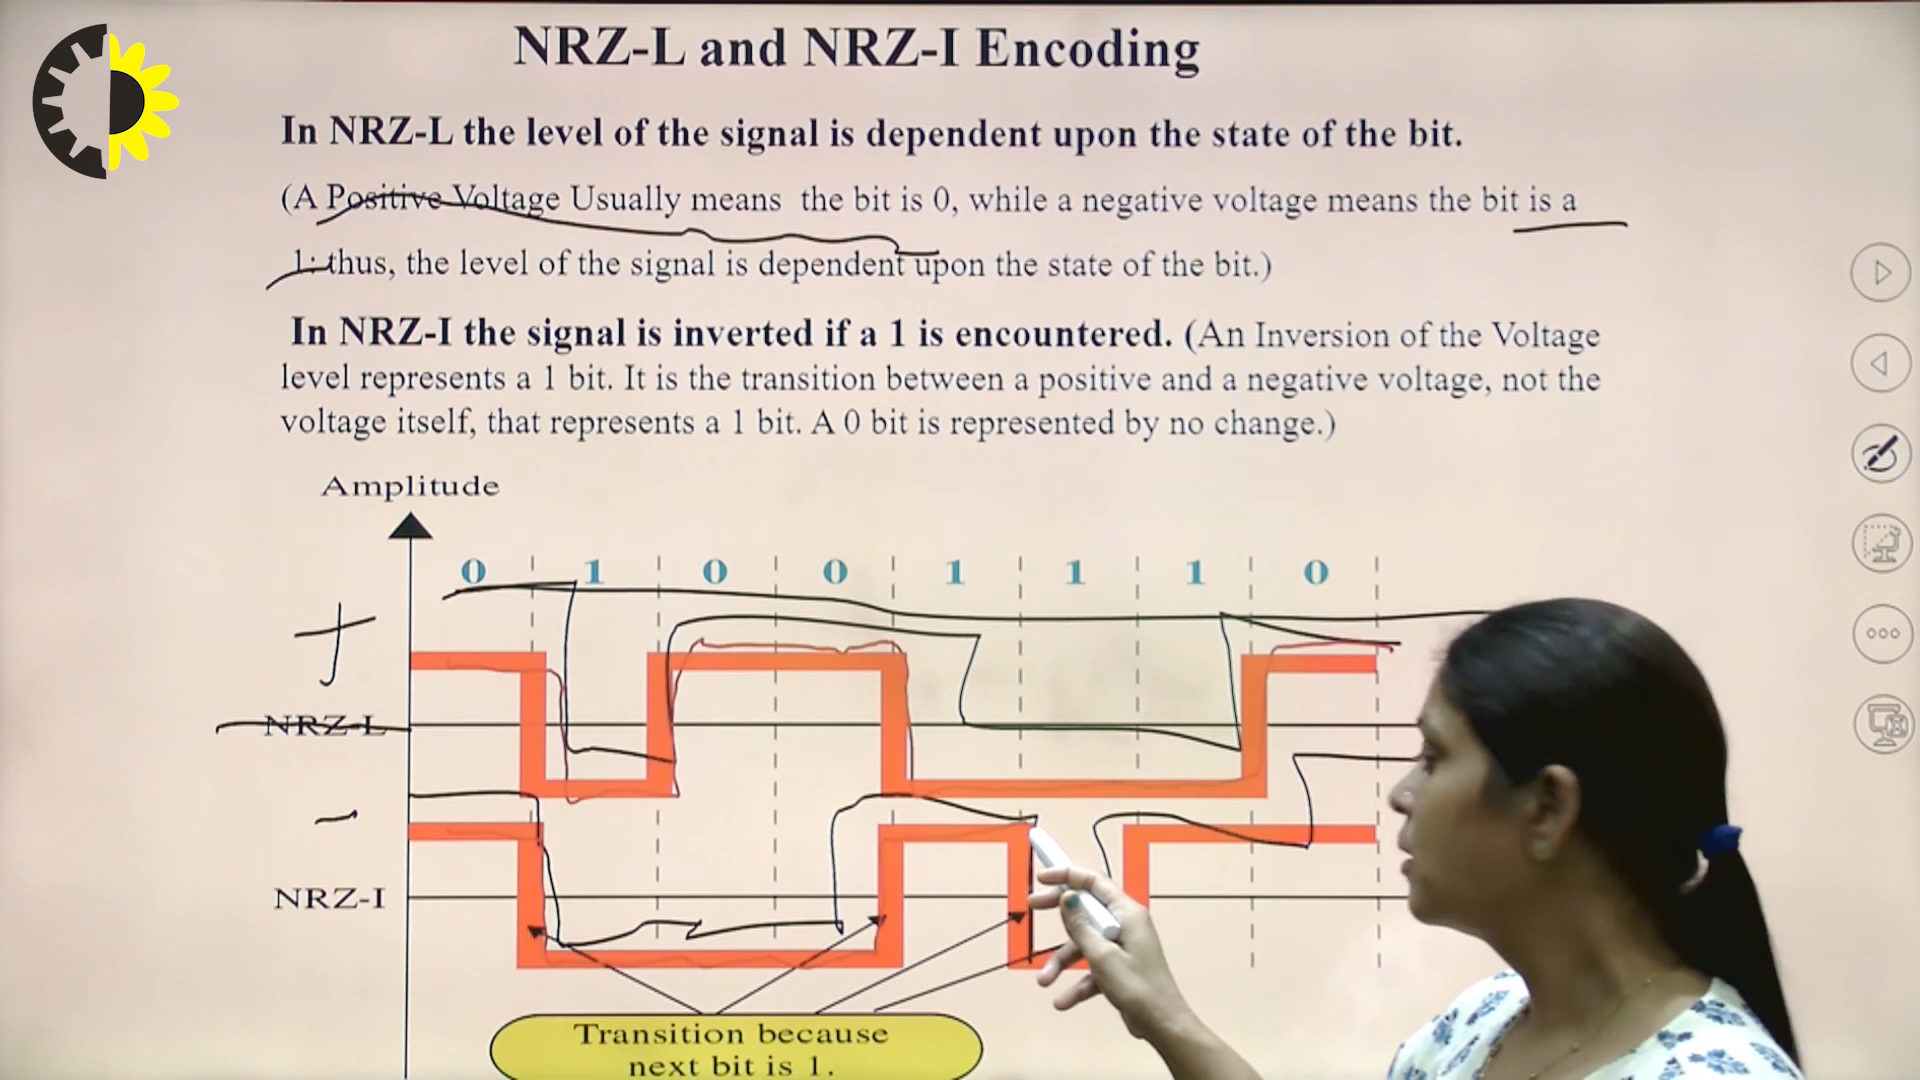 NRZ-L and NRZ-I Encoding
In NRZ-L the level of the signal is dependent upon the state of the bit.
(A Positive Voltage Usually means the bit is 0, while a negative voltage means the bit is a
1: thus, the level of the signal is dependent upon the state of the bit.)
In NRZ-I the signal is inverted if a 1 is encountered. (An Inversion of the Voltage
level represents a 1 bit. It is the transition between a positive and a negative voltage, not the
voltage itself, that represents a 1 bit. A 0 bit is represented by no change.)
Amplitude
0 1 0 0 1 1 1 0
+
NRZ-L
-
NRZ-I
Transition because
next bit is 1.